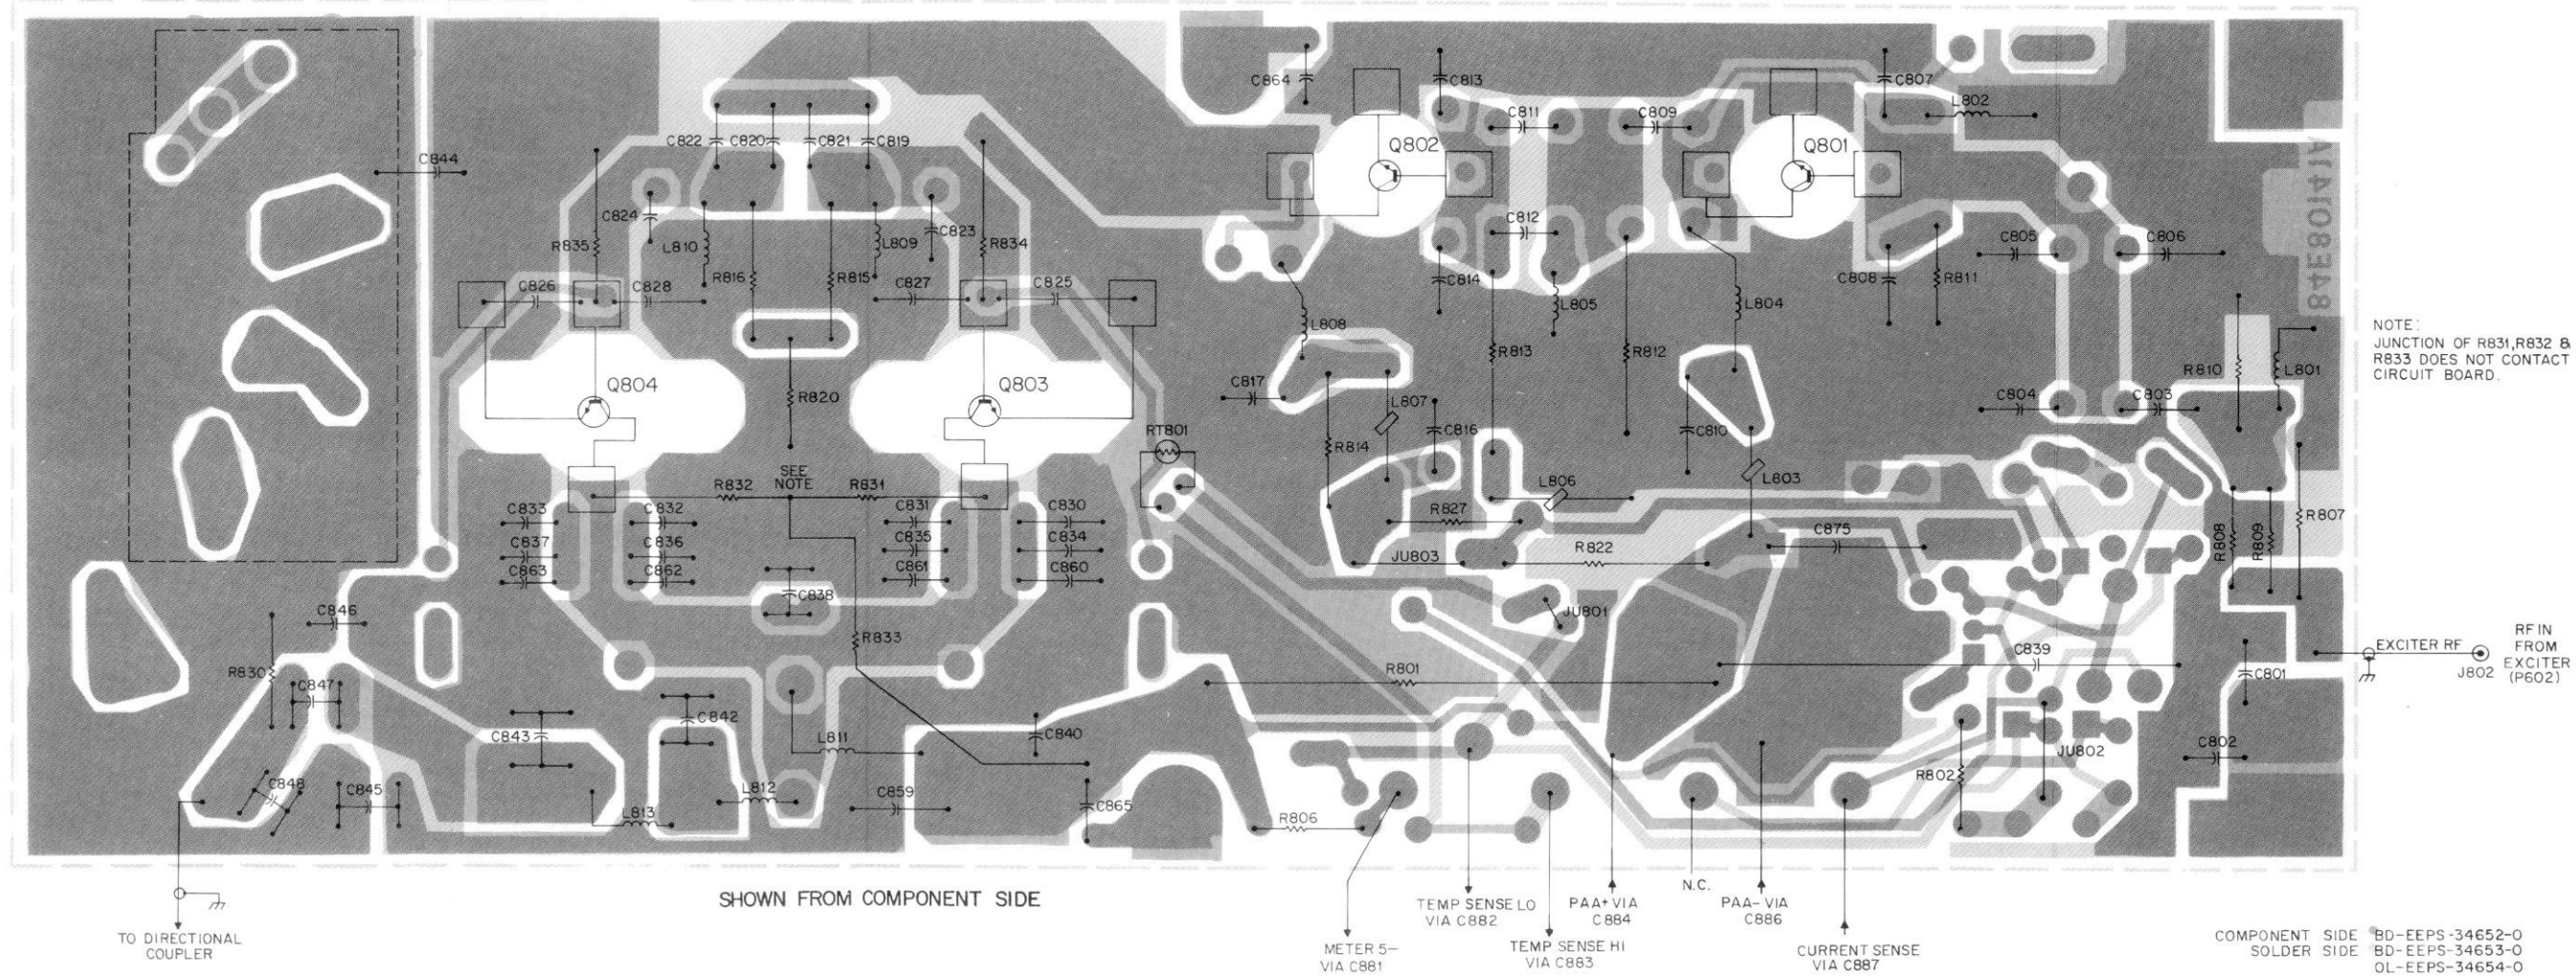 C864
C813
C807
L802
C811
C809
C822
C820
C821
C819
Q802
Q801
C844
84E8014IA
C824
R835
L810
L809
C823
R834
C812
R816
R815
C805
C806
C826
C828
C827
C825
C814
L805
L804
C808
R811
L808
R813
R812
NOTE:
JUNCTION OF R831,R832 &
R833 DOES NOT CONTACT
CIRCUIT BOARD.
R810
L801
Q804
Q803
R820
C817
L807
C804
C803
RT801
R814
C816
C810
SEE
NOTE
R832
R831
L806
L803
C833
C832
C831
C830
R827
R807
C837
C836
C835
C834
JU803
R822
C875
R808
R809
C863
C862
C861
C860
C838
C846
JU801
R833
R830
C847
R801
C839
C801
EXCITER RF
J802
RF IN
FROM
EXCITER
(P602)
C843
C842
L811
C840
JU802
C802
R802
C848
C845
L813
L812
C859
C865
R806
SHOWN FROM COMPONENT SIDE
TO DIRECTIONAL
COUPLER
METER 5-
VIA C881
TEMP SENSE LO
VIA C882
TEMP SENSE HI
VIA C883
PAA+ VIA
C884
N.C.
PAA- VIA
C886
CURRENT SENSE
VIA C887
COMPONENT SIDE BD-EEPS-34652-O
SOLDER SIDE BD-EEPS-34653-O
OL-EEPS-34654-O